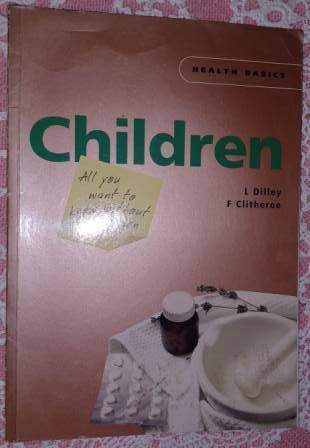 HEALTH BASICS
Children
All you
want to
L Dilley
F Clitheroe